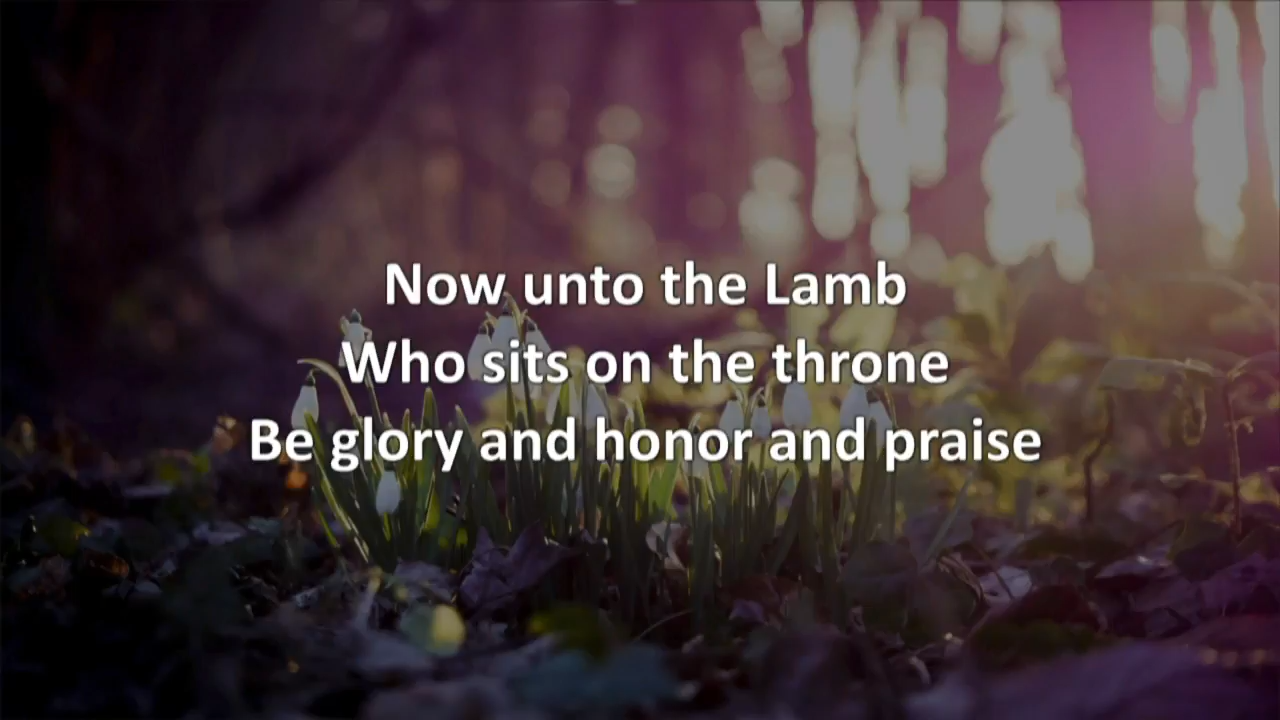 Now unto the Lamb
Who sits on the throne
Be glory and honor and praise